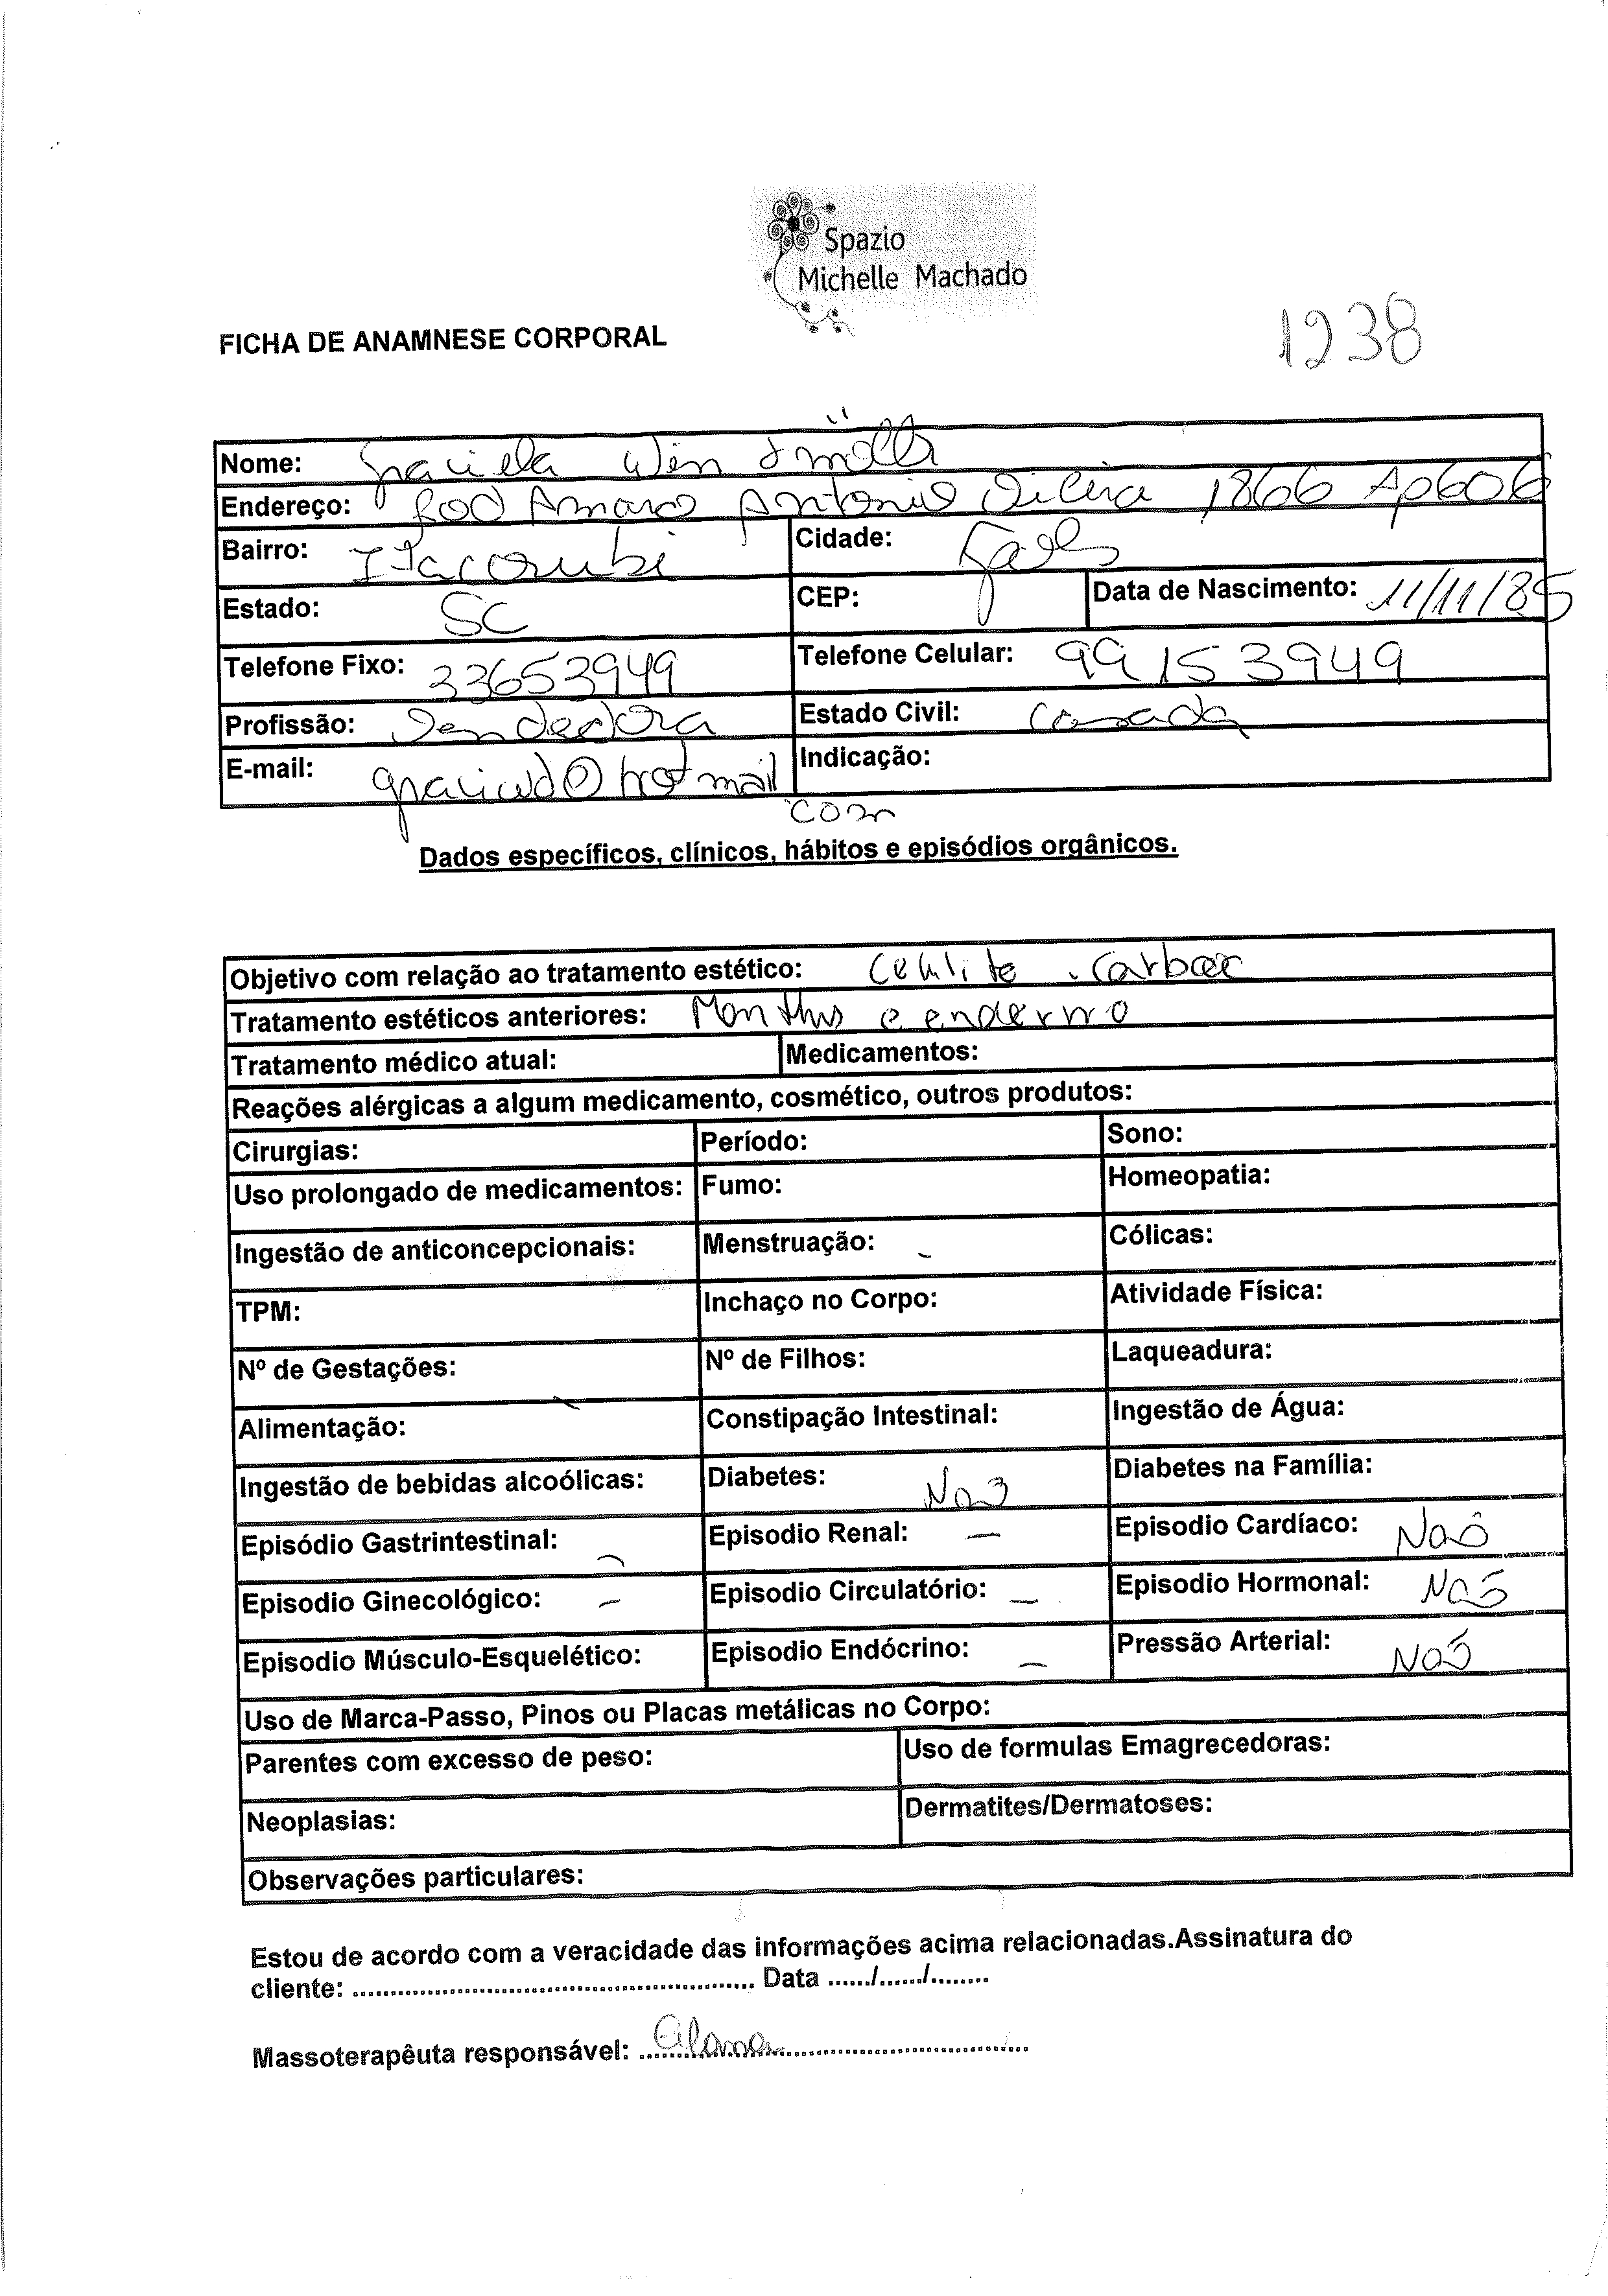 Spazio
Michelle Machado
FICHA DE ANAMNESE CORPORAL
1238
Nome: Graciela
Endereço: Rod Amaro Antonio Vieira 1866 Ap606
Bairro: Itacorubi Cidade: Fpolis
Estado: SC CEP: Data de Nascimento: 11/11/85
Telefone Fixo: 33653949 Telefone Celular: 99153949
Profissão: Vendedora Estado Civil: Casada
E-mail: Indicação:
com
Dados específicos, clínicos, hábitos e episódios orgânicos.
Objetivo com relação ao tratamento estético: Celulite
Tratamento estéticos anteriores: Manthus e endermo
Tratamento médico atual: Medicamentos:
Reações alérgicas a algum medicamento, cosmético, outros produtos:
Cirurgias: Período: Sono:
Uso prolongado de medicamentos: Fumo: Homeopatia:
Ingestão de anticoncepcionais: Menstruação: - Cólicas:
TPM: Inchaço no Corpo: Atividade Física:
Nº de Gestações: Nº de Filhos: Laqueadura:
Alimentação: Constipação Intestinal: Ingestão de Água:
Ingestão de bebidas alcoólicas: Diabetes: Não Diabetes na Família:
Episódio Gastrintestinal: - Episodio Renal: - Episodio Cardíaco: Não
Episodio Ginecológico: - Episodio Circulatório: - Episodio Hormonal: Não
Episodio Músculo-Esquelético: Episodio Endócrino: - Pressão Arterial: Não
Uso de Marca-Passo, Pinos ou Placas metálicas no Corpo:
Parentes com excesso de peso: Uso de formulas Emagrecedoras:
Neoplasias: Dermatites/Dermatoses:
Observações particulares:
Estou de acordo com a veracidade das informações acima relacionadas.Assinatura do
cliente: ...................................................... Data ....../....../........
Massoterapêuta responsável: Alana